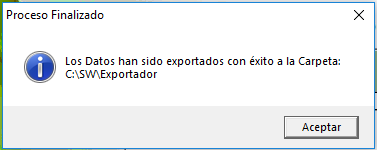 Proceso Finalizado
Los Datos han sido exportados con éxito a la Carpeta:
C:\SW\Exportador
Aceptar